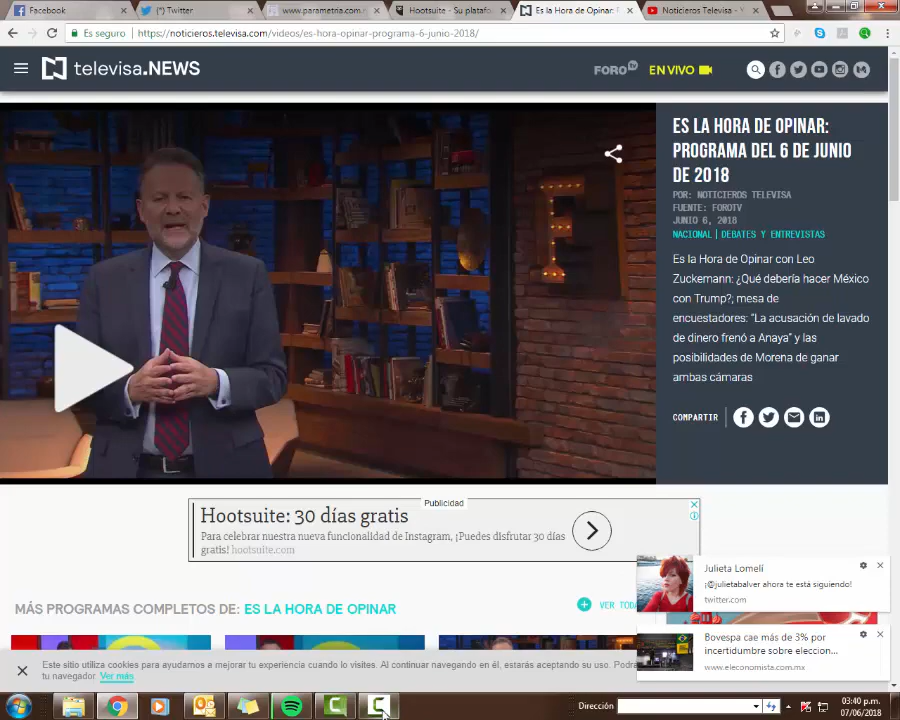 Facebook
(*) Twitter
www.parametria.com/
Hootsuite - Su platafo
Es la Hora de Opinar: P
Noticieros Televisa - Y
Es seguro
https://noticieros.televisa.com/videos/es-hora-opinar-programa-6-junio-2018/
televisa.NEWS
FORO tv
EN VIVO
ES LA HORA DE OPINAR:
PROGRAMA DEL 6 DE JUNIO
DE 2018
POR: NOTICIEROS TELEVISA
FUENTE: FOROTV
JUNIO 6, 2018
NACIONAL | DEBATES Y ENTREVISTAS
Es la Hora de Opinar con Leo
Zuckemann: ¿Qué debería hacer México
con Trump?; mesa de
encuestadores: "La acusación de lavado
de dinero frenó a Anaya" y las
posibilidades de Morena de ganar
ambas cámaras
COMPARTIR
F
Publicidad
Hootsuite: 30 días gratis
Para celebrar nuestra nueva funcionalidad de Instagram, ¡Puedes disfrutar 30 días
gratis! hootsuite.com
MÁS PROGRAMAS COMPLETOS DE: ES LA HORA DE OPINAR
VER TODA
Julieta Lomelí
¡@julietabalver ahora te está siguiendo!
twitter.com
Bovespa cae más de 3% por
incertidumbre sobre eleccion...
www.eleconomista.com.mx
Este sitio utiliza cookies para ayudarnos a mejorar tu experiencia cuando lo visites. Al continuar navegando en él, estarás aceptando su uso. Podrá
tu navegador Ver más
Dirección
03:40 p.m.
07/06/2018